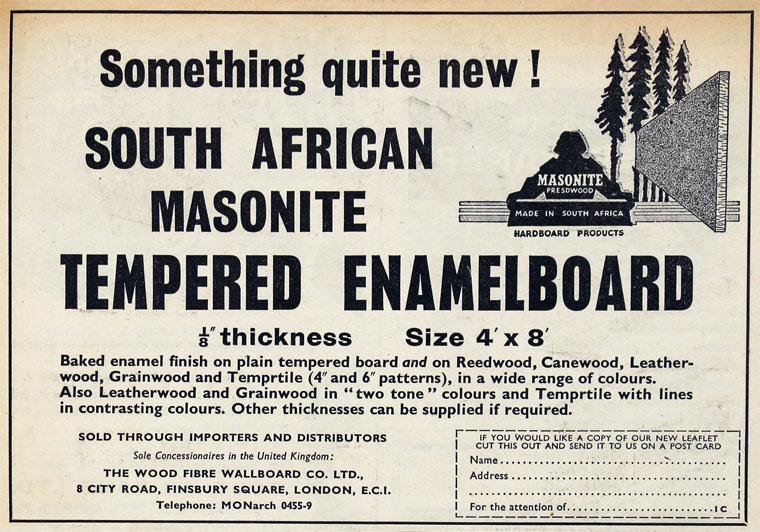 Something quite new!
SOUTH AFRICAN
MASONITE
MASONITE
PRESDWOOD
MADE IN SOUTH AFRICA
HARDBOARD PRODUCTS
TEMPERED ENAMELBOARD
1/8″ thickness Size 4′ x 8′
Baked enamel finish on plain tempered board and on Reedwood, Canewood, Leather-
wood, Grainwood and Temprtile (4″ and 6″ patterns), in a wide range of colours.
Also Leatherwood and Grainwood in “two tone” colours and Temprtile with lines
in contrasting colours. Other thicknesses can be supplied if required.
SOLD THROUGH IMPORTERS AND DISTRIBUTORS
Sole Concessionaires in the United Kingdom:
THE WOOD FIBRE WALLBOARD CO. LTD.,
8 CITY ROAD, FINSBURY SQUARE, LONDON, E.C.I.
Telephone: MONarch 0455-9
IF YOU WOULD LIKE A COPY OF OUR NEW LEAFLET
CUT THIS OUT AND SEND IT TO US ON A POST CARD
Name
Address
For the attention of IC